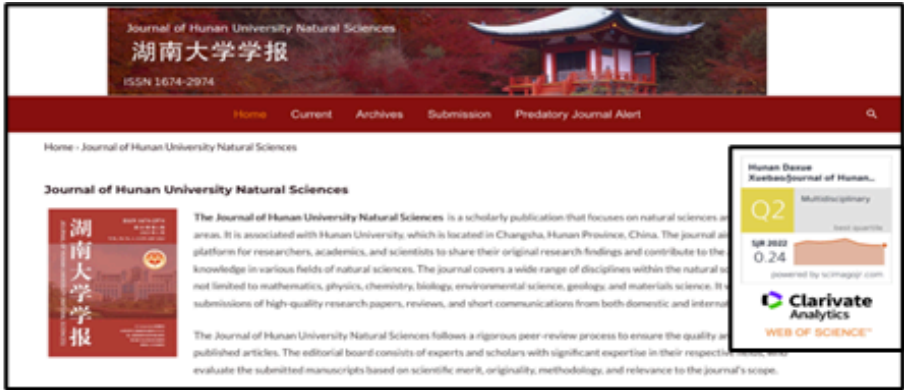 Journal of Hunan University Natural Sciences
湖南大学学报
ISSN 1674-2974
Home Current Archives Submission Predatory Journal Alert
Home - Journal of Hunan University Natural Sciences
Journal of Hunan University Natural Sciences
湖南大学学报
The Journal of Hunan University Natural Sciences is a scholarly publication that focuses on natural sciences
areas. It is associated with Hunan University, which is located in Changsha, Hunan Province, China. The journal
platform for researchers, academics, and scientists to share their original research findings and contribute to the
knowledge in various fields of natural sciences. The journal covers a wide range of disciplines within the natural
not limited to mathematics, physics, chemistry, biology, environmental science, geology, and materials science. It
submissions of high-quality research papers, reviews, and short communications from both domestic and
The Journal of Hunan University Natural Sciences follows a rigorous peer-review process to ensure the quality
published articles. The editorial board consists of experts and scholars with significant expertise in their respective
evaluate the submitted manuscripts based on scientific merit, originality, methodology, and relevance to the journal's scope.
Hunan Daxue
Xuebao/Journal of Hunan...
Q2
Multidisciplinary
best quartile
SJR 2022
0.24
powered by scimagojr.com
Clarivate
Analytics
WEB OF SCIENCE™